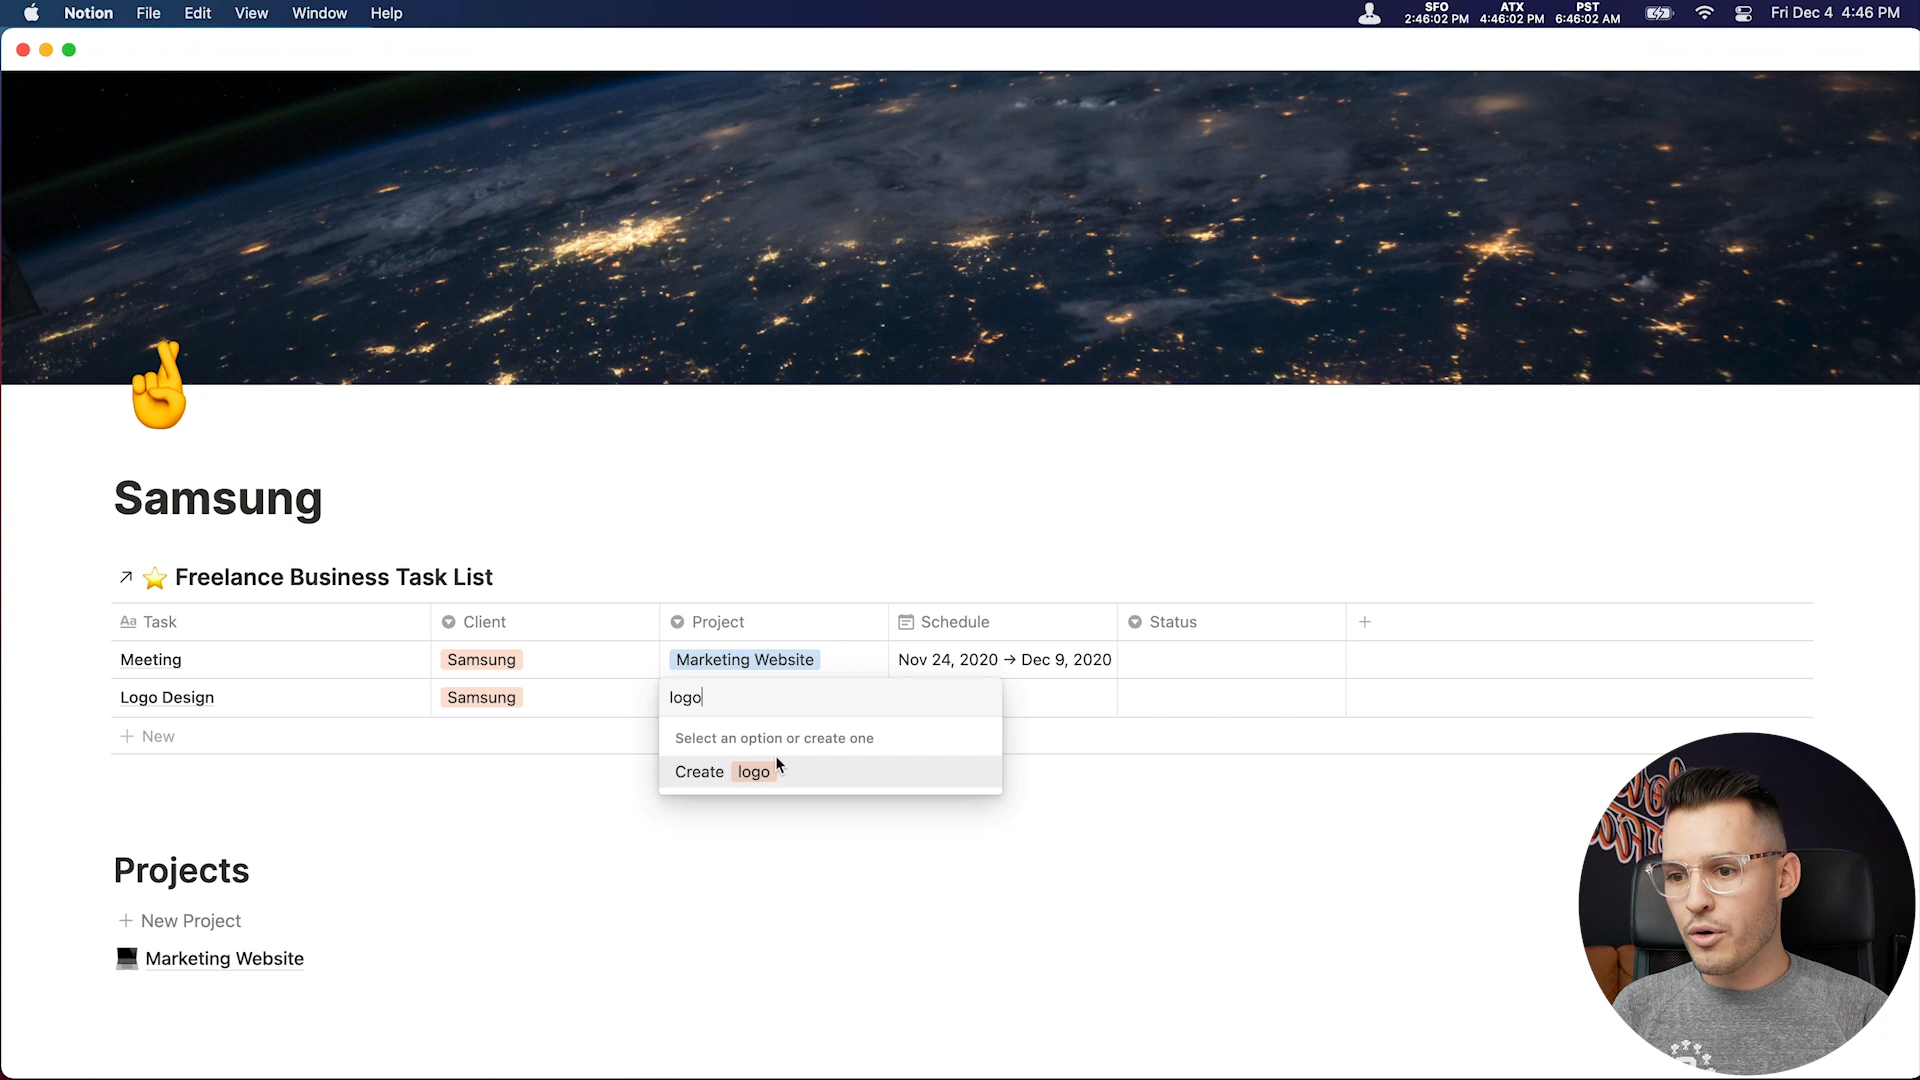 Notion File Edit View Window Help
SFO ATX PST
2:46:02 PM 4:46:02 PM 6:46:02 AM
Fri Dec 4 4:46 PM
Samsung
Freelance Business Task List
Aa Task Client Project Schedule Status +
Meeting Samsung Marketing Website Nov 24, 2020 → Dec 9, 2020
Logo Design Samsung logo
+ New
Select an option or create one
Create logo
Projects
+ New Project
Marketing Website